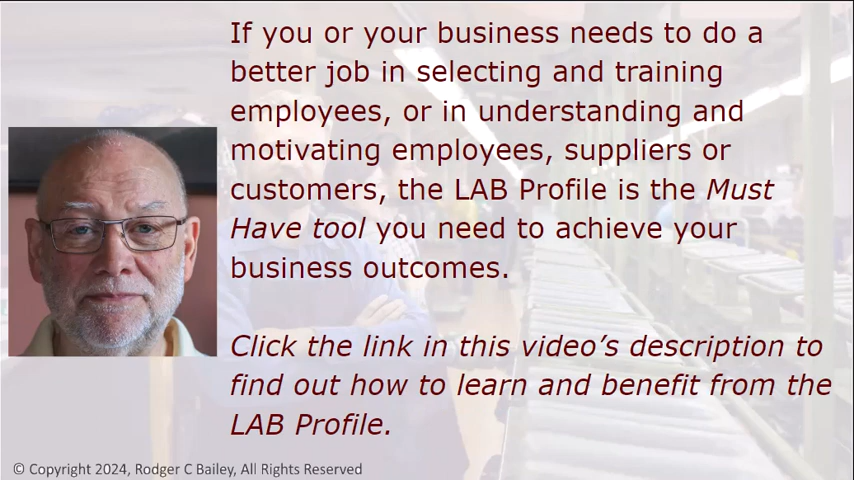 If you or your business needs to do a
better job in selecting and training
employees, or in understanding and
motivating employees, suppliers or
customers, the LAB Profile is the Must
Have tool you need to achieve your
business outcomes.
Click the link in this video’s description to
find out how to learn and benefit from the
LAB Profile.
© Copyright 2024, Rodger C Bailey, All Rights Reserved